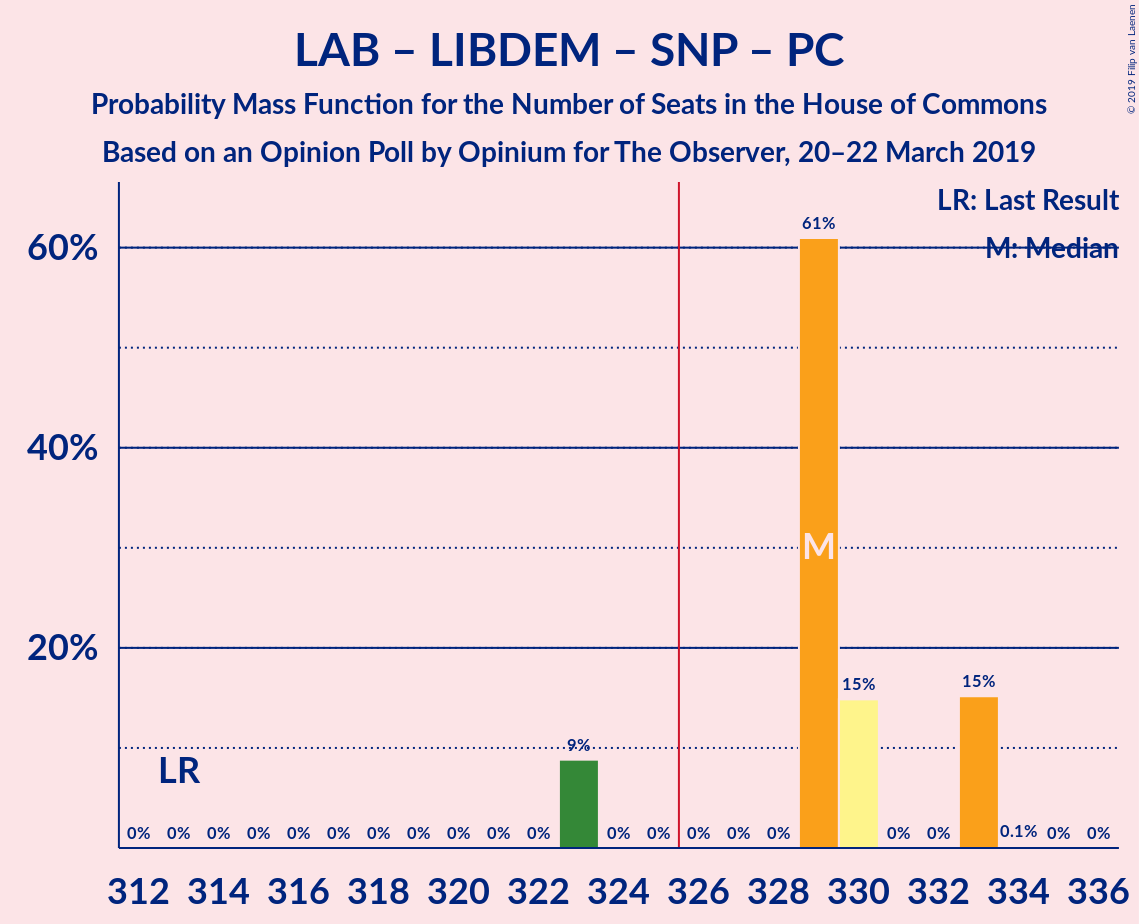 LAB – LIBDEM – SNP – PC
Probability Mass Function for the Number of Seats in the House of Commons
Based on an Opinion Poll by Opinium for The Observer, 20–22 March 2019
© 2019 Filip van Laenen
LR: Last Result
M: Median
60%
40%
20%
61%
M
15%
15%
9%
LR
0% 0% 0% 0% 0% 0% 0% 0% 0% 0% 0% 0% 0% 0% 0% 0% 0% 0% 0.1% 0% 0%
312 314 316 318 320 322 324 326 328 330 332 334 336